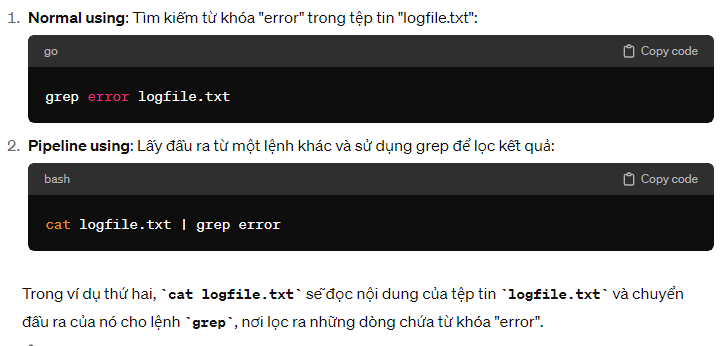 1. Normal using: Tìm kiếm từ khóa "error" trong tệp tin "logfile.txt":
go Copy code
grep error logfile.txt
2. Pipeline using: Lấy đầu ra từ một lệnh khác và sử dụng grep để lọc kết quả:
bash Copy code
cat logfile.txt | grep error
Trong ví dụ thứ hai, `cat logfile.txt` sẽ đọc nội dung của tệp tin `logfile.txt` và chuyển
đầu ra của nó cho lệnh `grep`, nơi lọc ra những dòng chứa từ khóa "error".